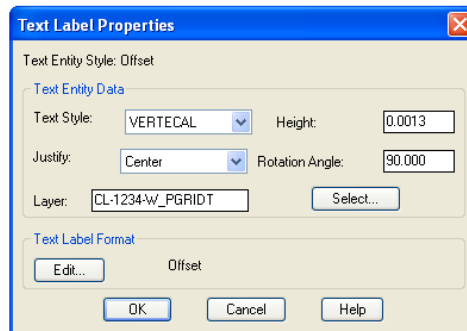 Text Label Properties
Text Entity Style: Offset
Text Entity Data
Text Style: VERTECAL Height: 0.0013
Justify: Center Rotation Angle: 90.000
Layer: CL-1234-W_PGRIDT Select...
Text Label Format
Edit... Offset
OK Cancel Help